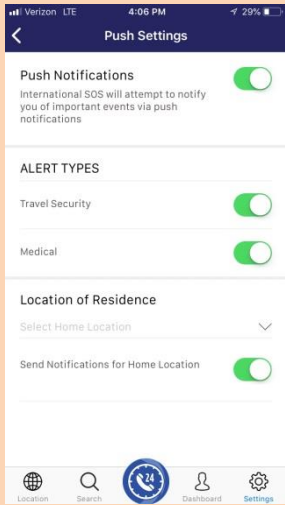 Verizon LTE 4:06 PM 29%
Push Settings
Push Notifications
International SOS will attempt to notify
you of important events via push
notifications
ALERT TYPES
Travel Security
Medical
Location of Residence
Select Home Location
Send Notifications for Home Location
24
Location Search Dashboard Settings